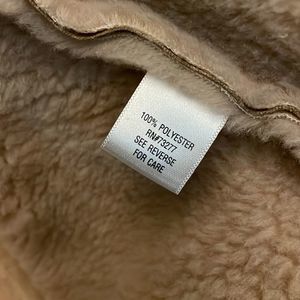 100% POLYESTER
RN#73277
SEE REVERSE
FOR CARE